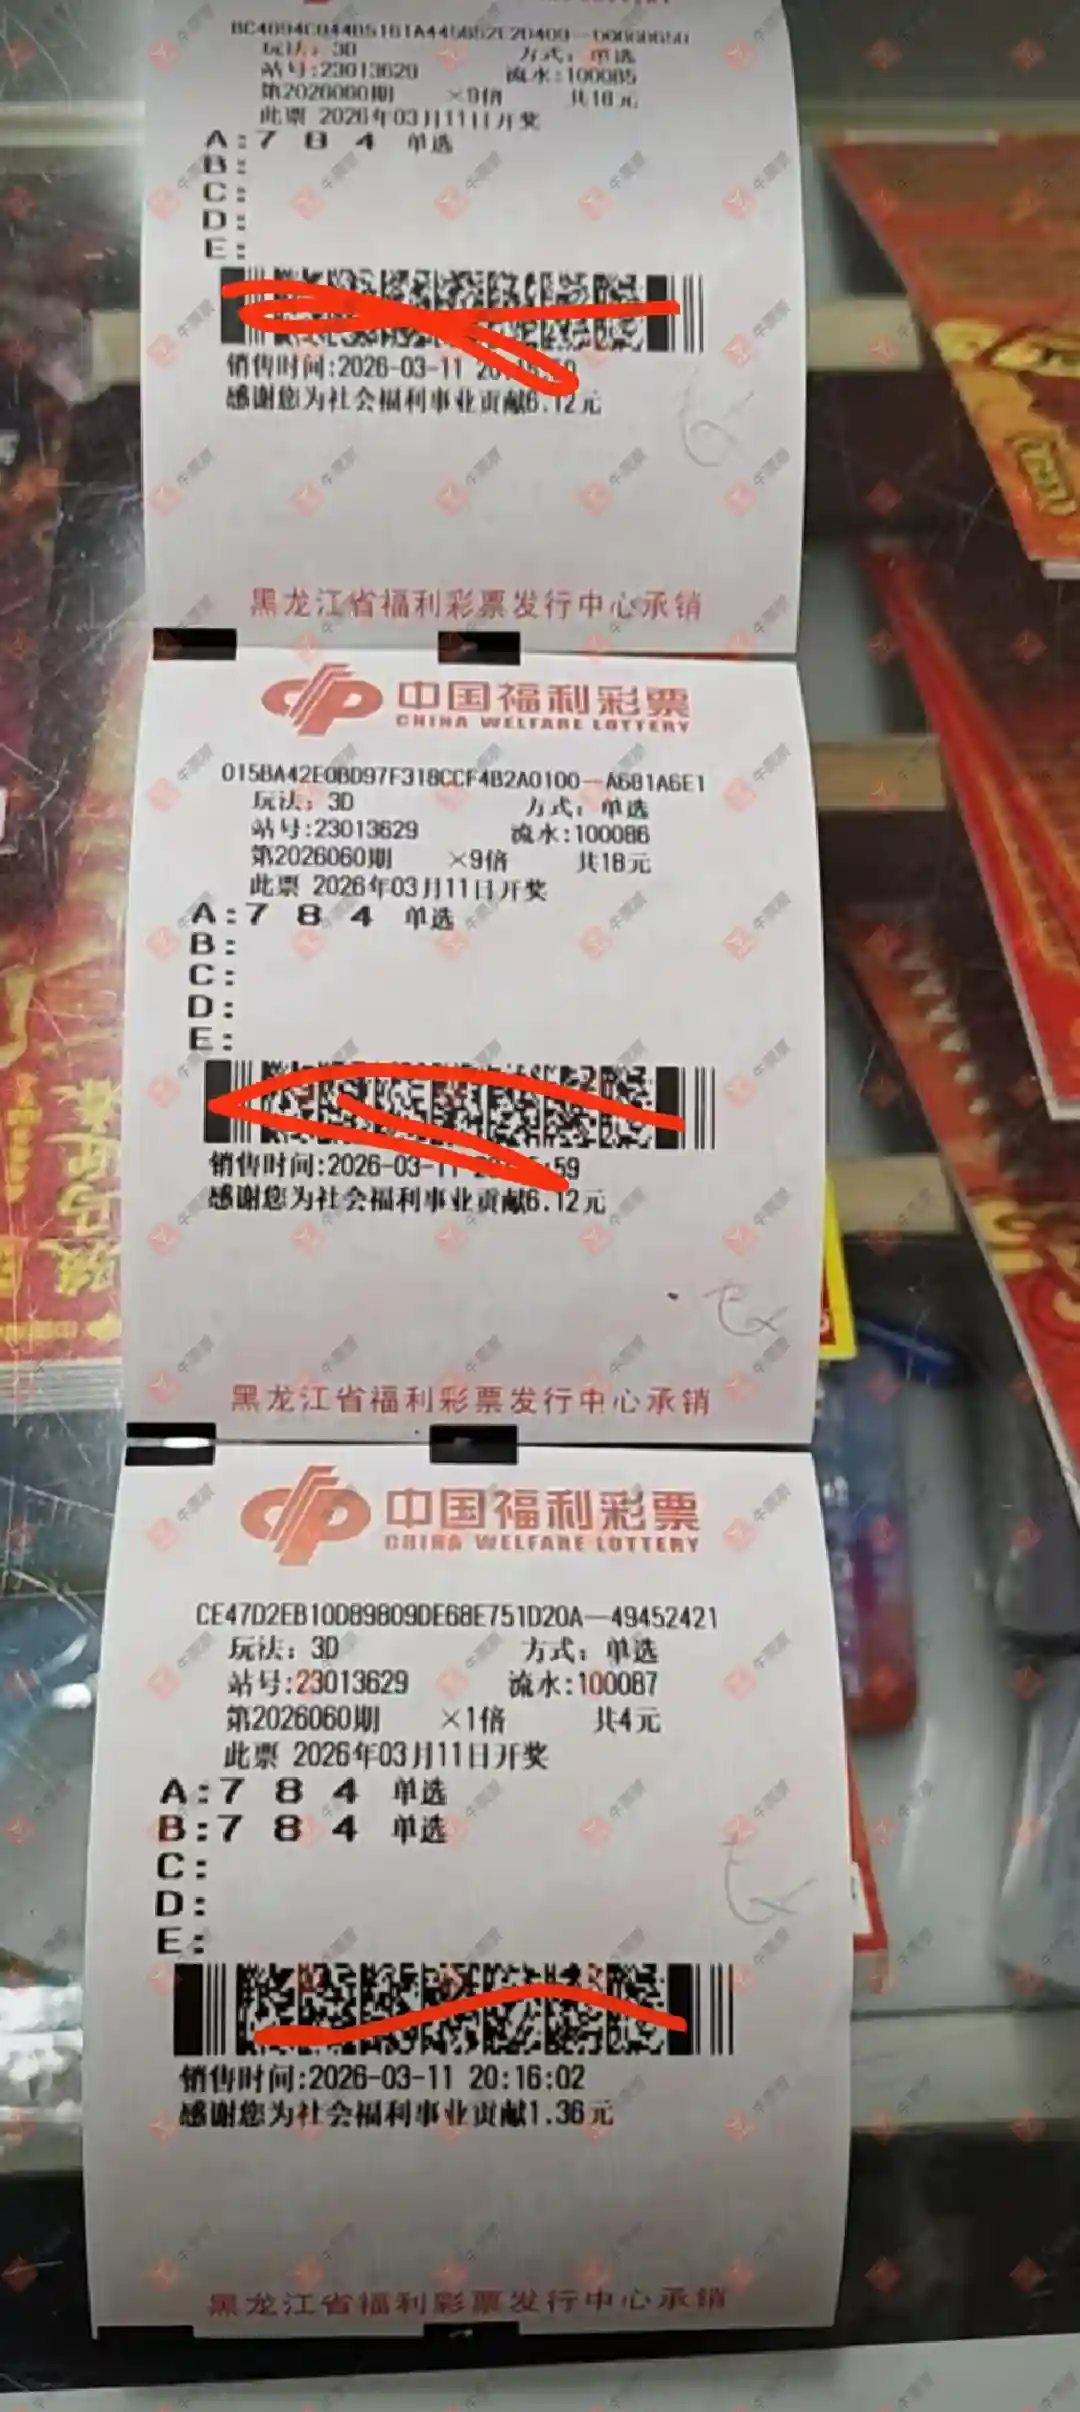 玩法：3D 方式：单选
站号:23013629 流水:100085
第2026060期 ×9倍 共18元
此票 2026年03月11日开奖
A:7 8 4 单选
B:
C:
D:
E:
销售时间:2026-03-11
感谢您为社会福利事业贡献6.12元
黑龙江省福利彩票发行中心承销
中国福利彩票
CHINA WELFARE LOTTERY
015BA42E0BD97F318CCF4B2A0100—A681A6E1
玩法：3D 方式：单选
站号:23013629 流水:100086
第2026060期 ×9倍 共18元
此票 2026年03月11日开奖
A:7 8 4 单选
B:
C:
D:
E:
销售时间:2026-03-11 :59
感谢您为社会福利事业贡献6.12元
黑龙江省福利彩票发行中心承销
中国福利彩票
CHINA WELFARE LOTTERY
CE47D2EB10D89B09DE68E751D20A—49452421
玩法：3D 方式：单选
站号:23013629 流水:100087
第2026060期 ×1倍 共4元
此票 2026年03月11日开奖
A:7 8 4 单选
B:7 8 4 单选
C:
D:
E:
销售时间:2026-03-11 20:16:02
感谢您为社会福利事业贡献1.36元
黑龙江省福利彩票发行中心承销